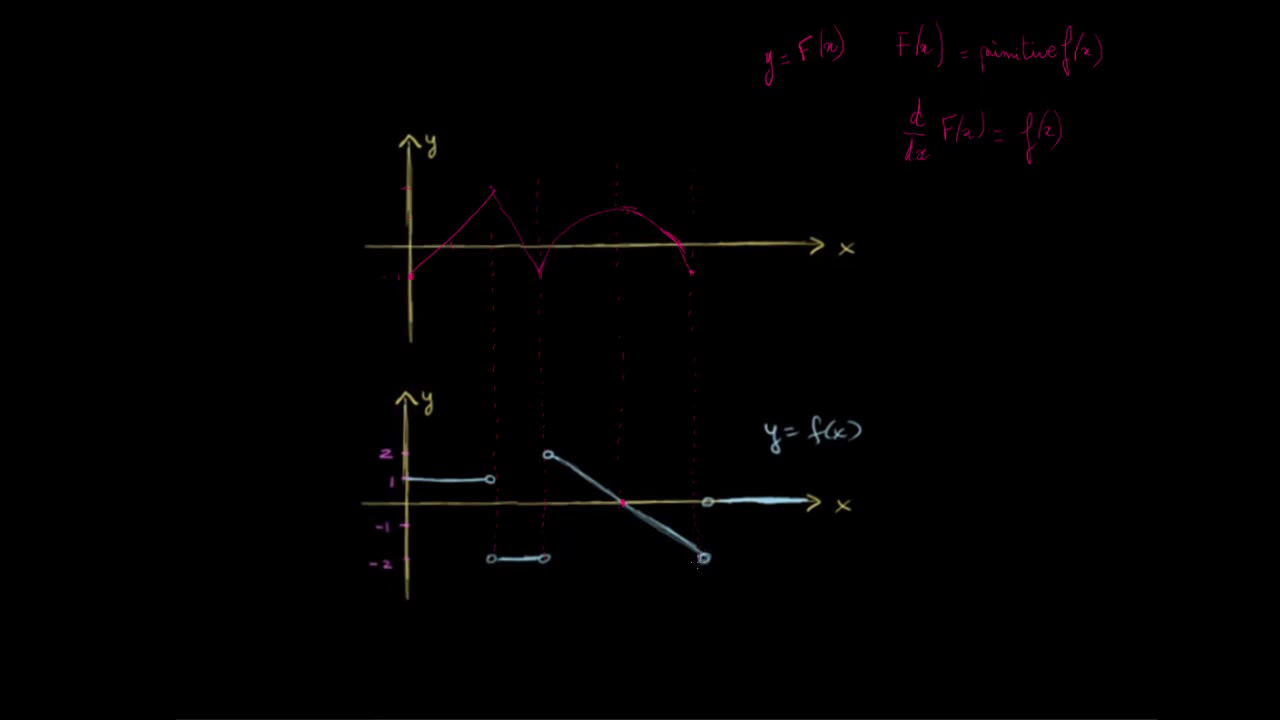 y = F(x) F(x) = primitive f(x)
d/dx F(x) = f(x)
y
-1
x
y
y = f(x)
2
1
x
-1
-2